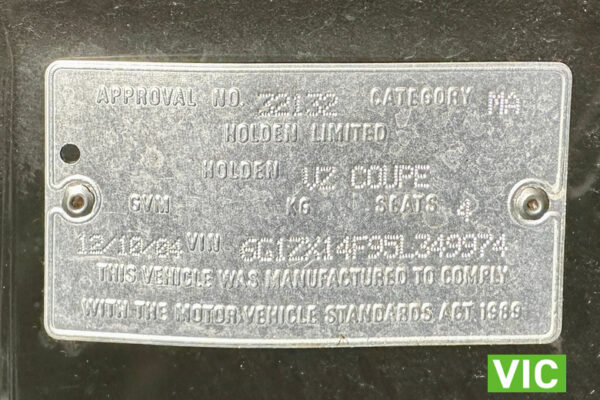 APPROVAL NO. 22132 CATEGORY MA
HOLDEN LIMITED
HOLDEN VZ COUPE
GVM KG SEATS 4
12/10/04 VIN 6G1ZX14F95L349974
THIS VEHICLE WAS MANUFACTURED TO COMPLY
WITH THE MOTOR VEHICLE STANDARDS ACT 1989
VIC